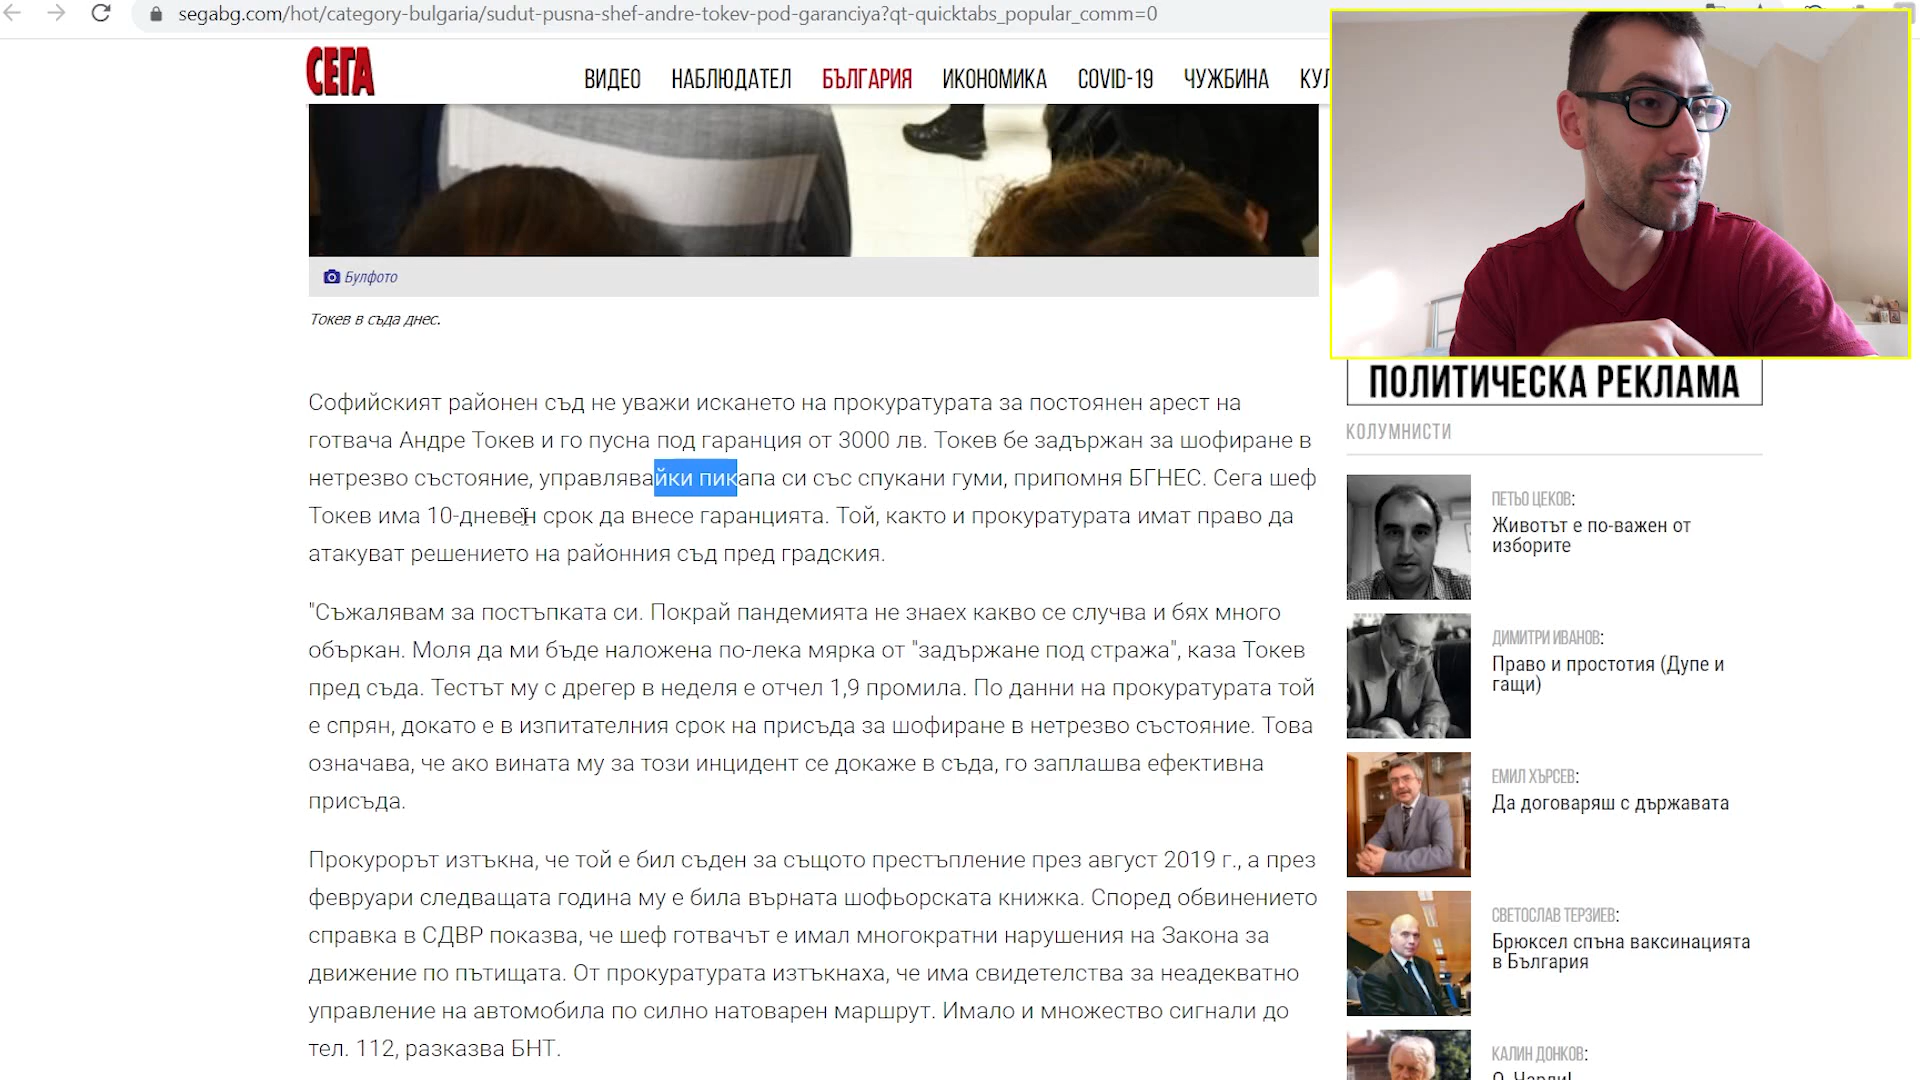 segabg.com/hot/category-bulgaria/sudut-pusna-shef-andre-tokev-pod-garanciya?qt-quicktabs_popular_comm=0
СЕГА
ВИДЕО НАБЛЮДАТЕЛ БЪЛГАРИЯ ИКОНОМИКА COVID-19 ЧУЖБИНА КУЛ
Булфото
Токев в съда днес.
Софийският районен съд не уважи искането на прокуратурата за постоянен арест на
готвача Андре Токев и го пусна под гаранция от 3000 лв. Токев бе задържан за шофиране в
нетрезво състояние, управлявайки пикапа си със спукани гуми, припомня БГНЕС. Сега шеф
Токев има 10-дневен срок да внесе гаранцията. Той, както и прокуратурата имат право да
атакуват решението на районния съд пред градския.
"Съжалявам за постъпката си. Покрай пандемията не знаех какво се случва и бях много
объркан. Моля да ми бъде наложена по-лека мярка от "задържане под стража", каза Токев
пред съда. Тестът му с дрегер в неделя е отчел 1,9 промила. По данни на прокуратурата той
е спрян, докато е в изпитателния срок на присъда за шофиране в нетрезво състояние. Това
означава, че ако вината му за този инцидент се докаже в съда, го заплашва ефективна
присъда.
Прокурорът изтъкна, че той е бил съден за същото престъпление през август 2019 г., а през
февруари следващата година му е била върната шофьорската книжка. Според обвинението
справка в СДВР показва, че шеф готвачът е имал многократни нарушения на Закона за
движение по пътищата. От прокуратурата изтъкнаха, че има свидетелства за неадекватно
управление на автомобила по силно натоварен маршрут. Имало и множество сигнали до
тел. 112, разказва БНТ.
ПОЛИТИЧЕСКА РЕКЛАМА
КОЛУМНИСТИ
ПЕТЬО ЦЕКОВ:
Животът е по-важен от
изборите
ДИМИТРИ ИВАНОВ:
Право и простотия (Дупе и
гащи)
ЕМИЛ ХЪРСЕВ:
Да договаряш с държавата
СВЕТОСЛАВ ТЕРЗИЕВ:
Брюксел спъна ваксинацията
в България
КАЛИН ДОНКОВ:
О, Чарли!